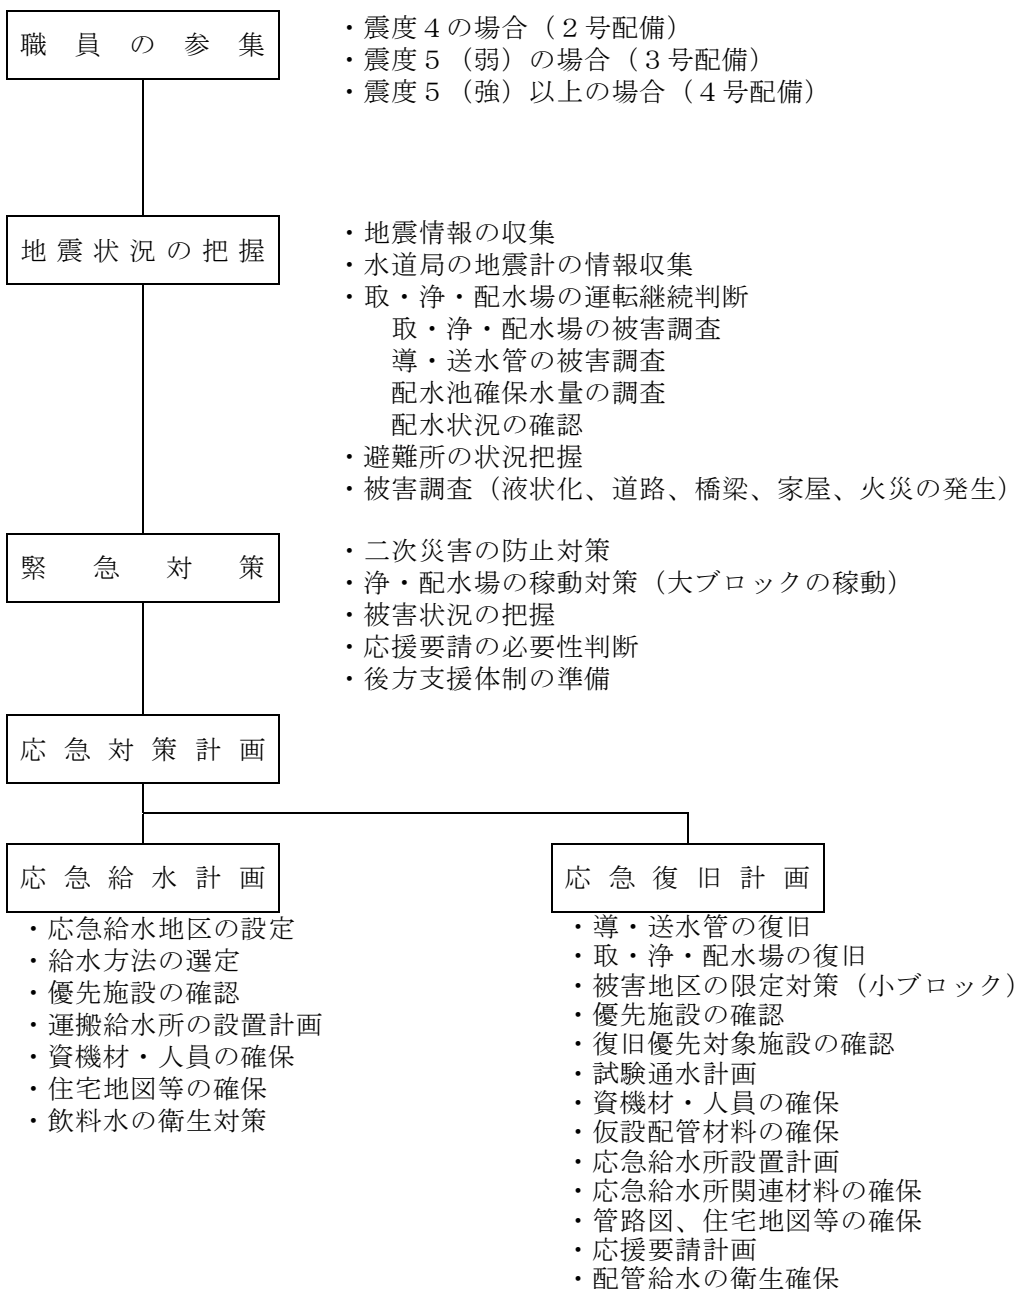 職員の参集
・震度４の場合（２号配備）
・震度５（弱）の場合（３号配備）
・震度５（強）以上の場合（４号配備）
地震状況の把握
・地震情報の収集
・水道局の地震計の情報収集
・取・浄・配水場の運転継続判断
取・浄・配水場の被害調査
導・送水管の被害調査
配水池確保水量の調査
配水状況の確認
・避難所の状況把握
・被害調査（液状化、道路、橋梁、家屋、火災の発生）
緊急対策
・二次災害の防止対策
・浄・配水場の稼動対策（大ブロックの稼動）
・被害状況の把握
・応援要請の必要性判断
・後方支援体制の準備
応急対策計画
応急給水計画
・応急給水地区の設定
・給水方法の選定
・優先施設の確認
・運搬給水所の設置計画
・資機材・人員の確保
・住宅地図等の確保
・飲料水の衛生対策
応急復旧計画
・導・送水管の復旧
・取・浄・配水場の復旧
・被害地区の限定対策（小ブロック）
・優先施設の確認
・復旧優先対象施設の確認
・試験通水計画
・資機材・人員の確保
・仮設配管材料の確保
・応急給水所設置計画
・応急給水所関連材料の確保
・管路図、住宅地図等の確保
・応援要請計画
・配管給水の衛生確保